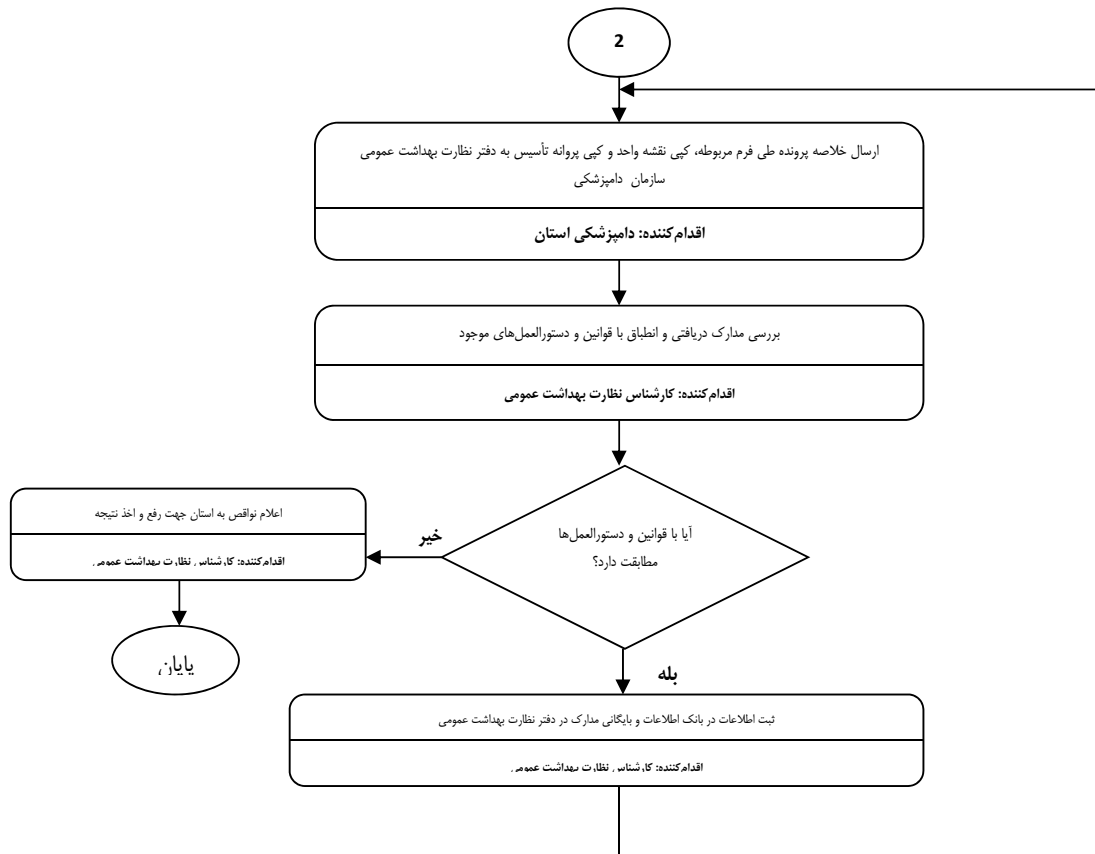 2
ارسال خلاصه پرونده طی فرم مربوطه، کپی نقشه واحد و کپی پروانه تأسیس به دفتر نظارت بهداشت عمومی
سازمان دامپزشکی
اقدام‌کننده: دامپزشکی استان
بررسی مدارک دریافتی و انطباق با قوانین و دستورالعمل‌های موجود
اقدام‌کننده: کارشناس نظارت بهداشت عمومی
آیا با قوانین و دستورالعمل‌ها
مطابقت دارد؟
خیر
اعلام نواقص به استان جهت رفع و اخذ نتیجه
اقدام‌کننده: کارشناس نظارت بهداشت عمومی
پایان
بله
ثبت اطلاعات در بانک اطلاعات و بایگانی مدارک در دفتر نظارت بهداشت عمومی
اقدام‌کننده: کارشناس نظارت بهداشت عمومی